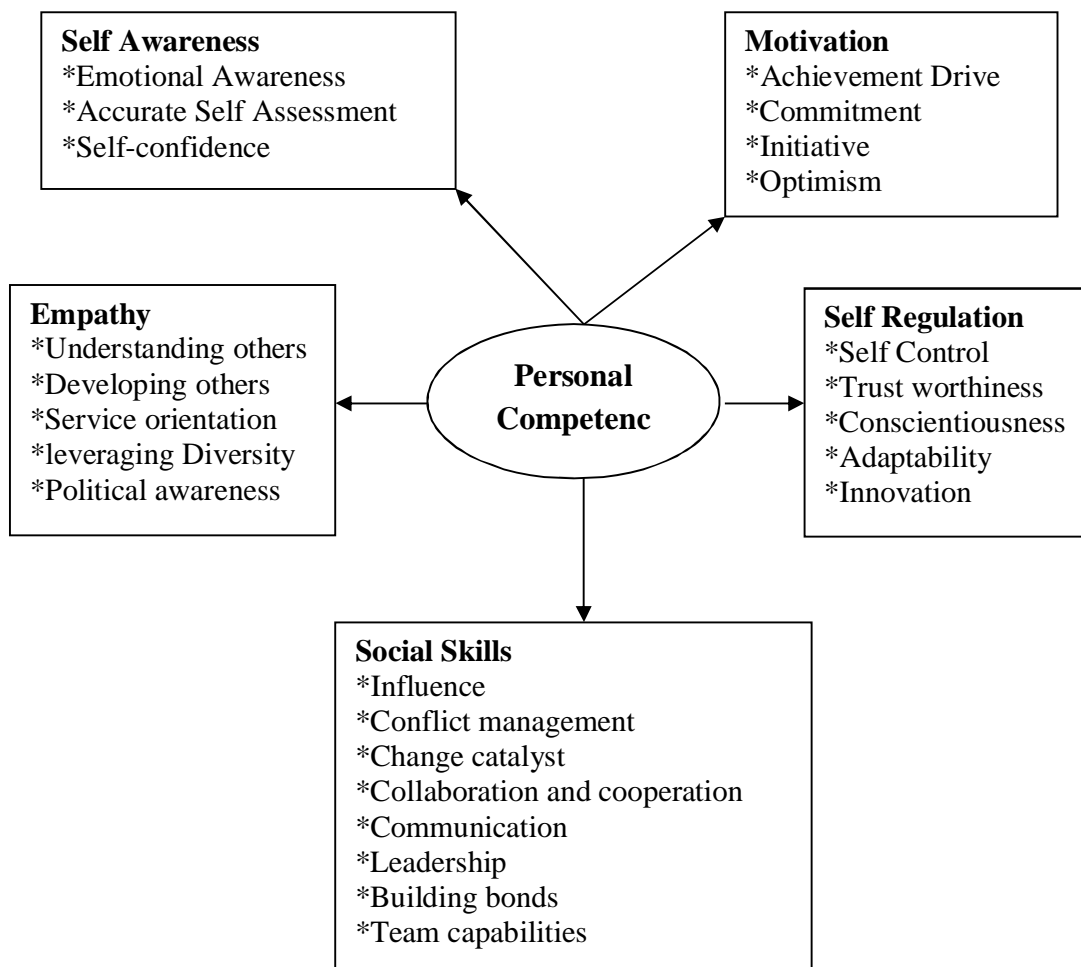 Self Awareness
*Emotional Awareness
*Accurate Self Assessment
*Self-confidence
Motivation
*Achievement Drive
*Commitment
*Initiative
*Optimism
Empathy
*Understanding others
*Developing others
*Service orientation
*leveraging Diversity
*Political awareness
Personal
Competenc
Self Regulation
*Self Control
*Trust worthiness
*Conscientiousness
*Adaptability
*Innovation
Social Skills
*Influence
*Conflict management
*Change catalyst
*Collaboration and cooperation
*Communication
*Leadership
*Building bonds
*Team capabilities